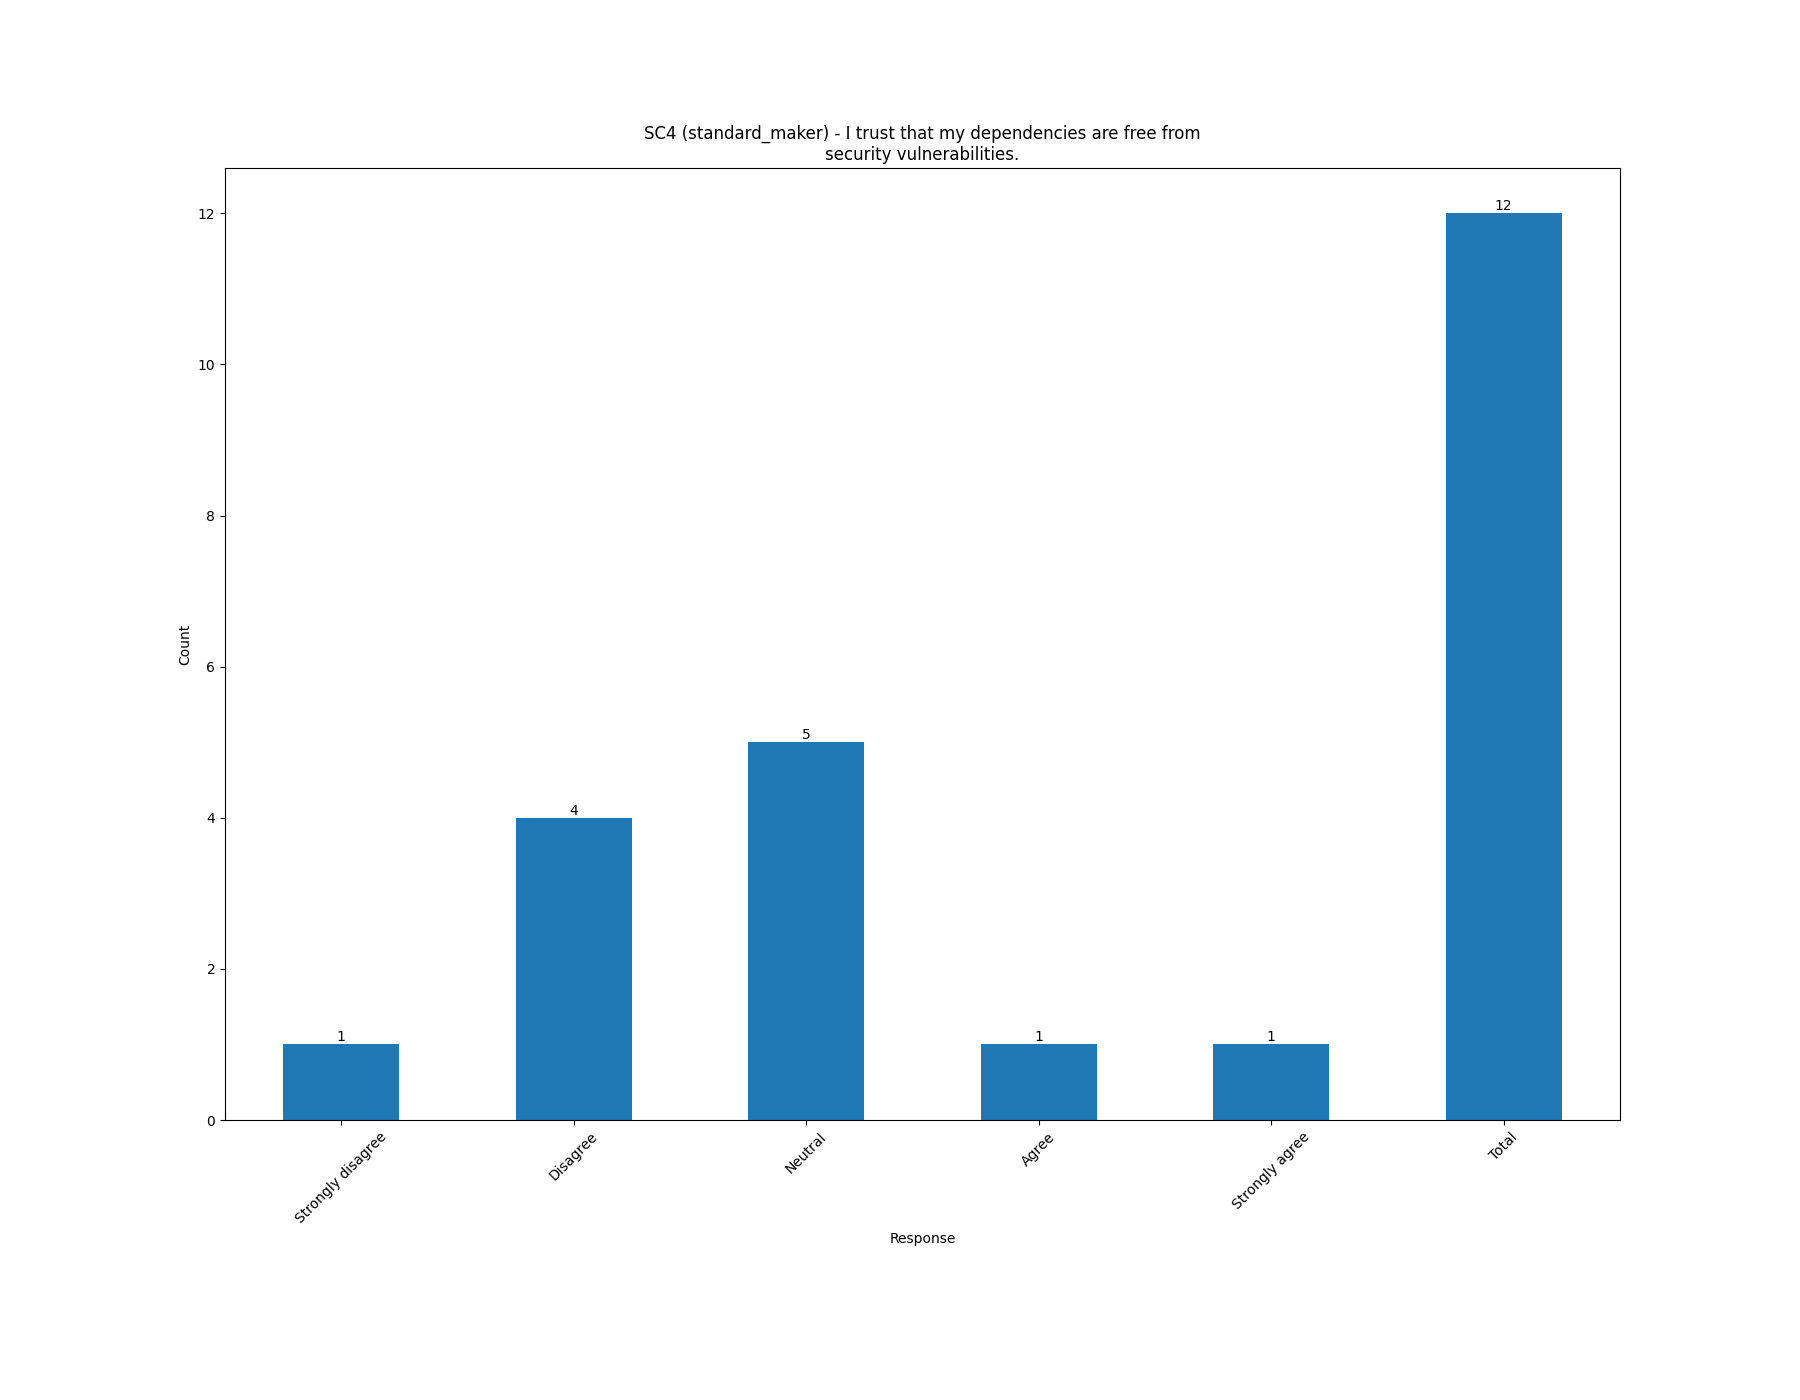 SC4 (standard_maker) - I trust that my dependencies are free from
security vulnerabilities.
12
10
8
6
4
2
0
Count
1
4
5
1
1
12
Strongly disagree
Disagree
Neutral
Agree
Strongly agree
Total
Response